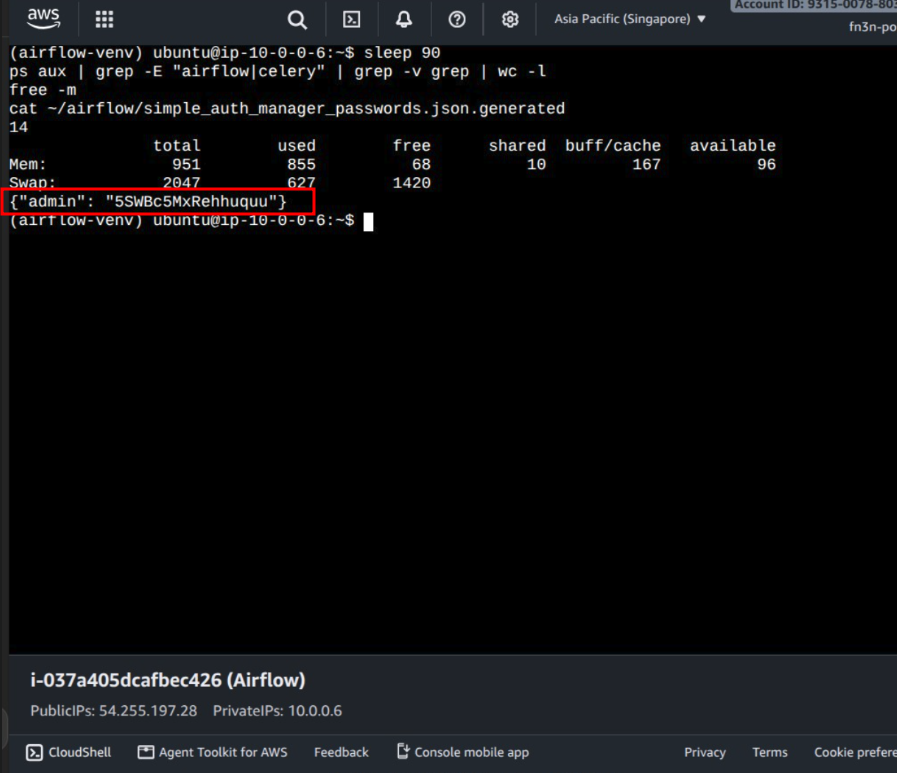 aws Asia Pacific (Singapore) ▼ Account ID: 9315-0078-803
fn3n-po
(airflow-venv) ubuntu@ip-10-0-0-6:~$ sleep 90
ps aux | grep -E "airflow|celery" | grep -v grep | wc -l
free -m
cat ~/airflow/simple_auth_manager_passwords.json.generated
14
total used free shared buff/cache available
Mem: 951 855 68 10 167 96
Swap: 2047 627 1420
{"admin": "5SWBc5MxRehhuquu"}
(airflow-venv) ubuntu@ip-10-0-0-6:~$
i-037a405dcafbec426 (Airflow)
PublicIPs: 54.255.197.28 PrivateIPs: 10.0.0.6
CloudShell Agent Toolkit for AWS Feedback Console mobile app Privacy Terms Cookie prefere